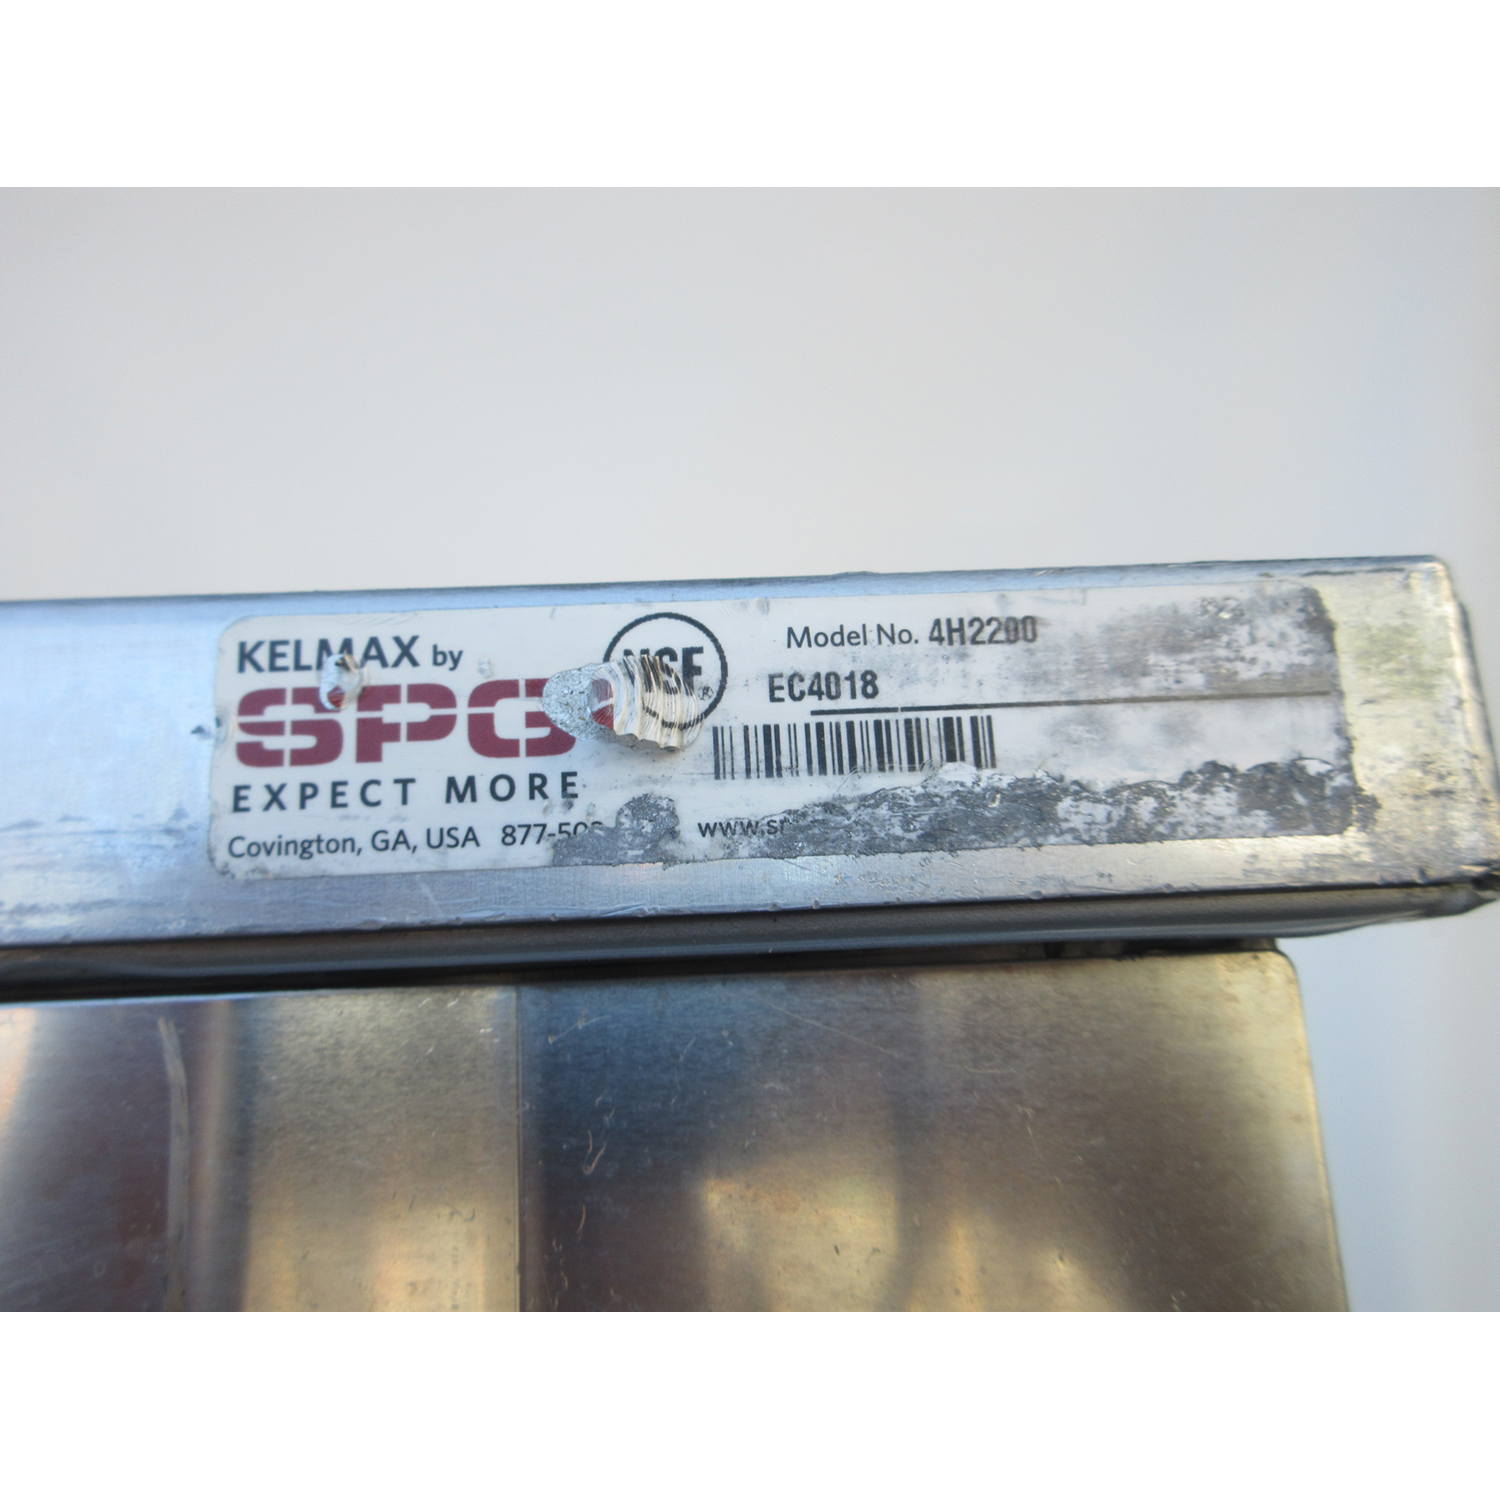 KELMAX by
SPG
EXPECT MORE
Covington, GA, USA
NSF
®
Model No. 4H2200
EC4018